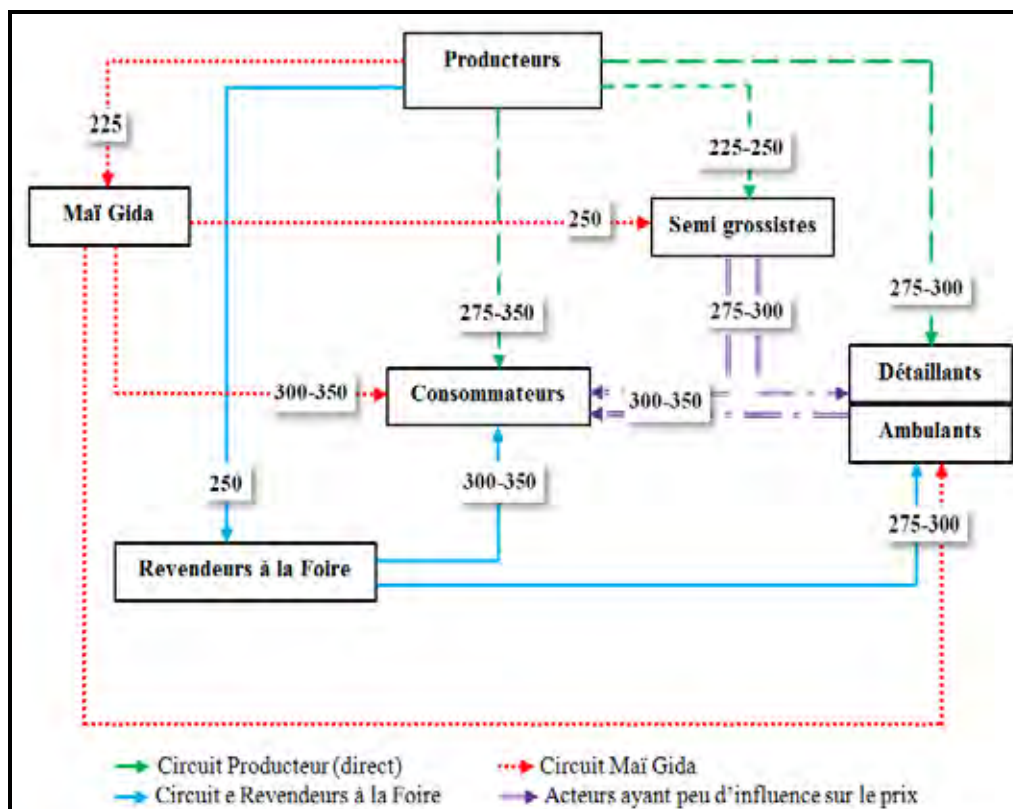 Producteurs
225
225-250
Maï Gida
250
Semi grossistes
275-350
275-300
275-300
300-350
Consommateurs
300-350
Détaillants
Ambulants
250
300-350
275-300
Revendeurs à la Foire
Circuit Producteur (direct)
Circuit Maï Gida
Circuit e Revendeurs à la Foire
Acteurs ayant peu d'influence sur le prix